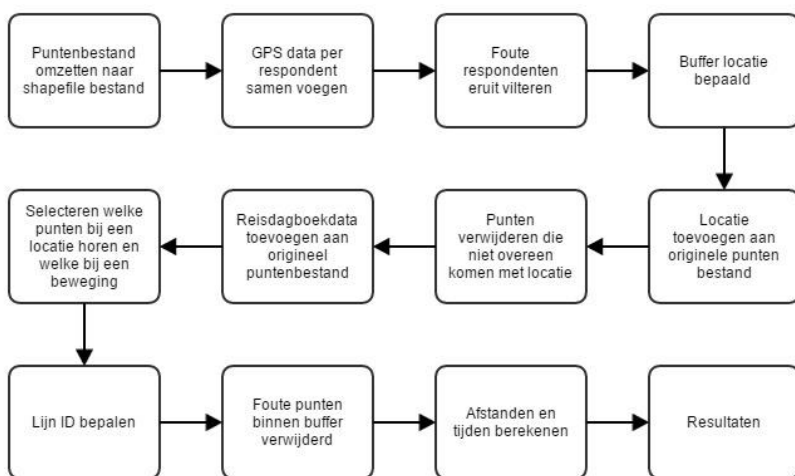 Puntenbestand
omzetten naar
shapefile bestand
GPS data per
respondent
samen voegen
Foute
respondenten
eruit vilteren
Buffer locatie
bepaald
Locatie
toevoegen aan
originele punten
bestand
Punten
verwijderen die
niet overeen
komen met locatie
Reisdagboekdata
toevoegen aan
origineel
puntenbestand
Selecteren welke
punten bij een
locatie horen en
welke bij een
beweging
Lijn ID bepalen
Foute punten
binnen buffer
verwijderd
Afstanden en
tijden berekenen
Resultaten